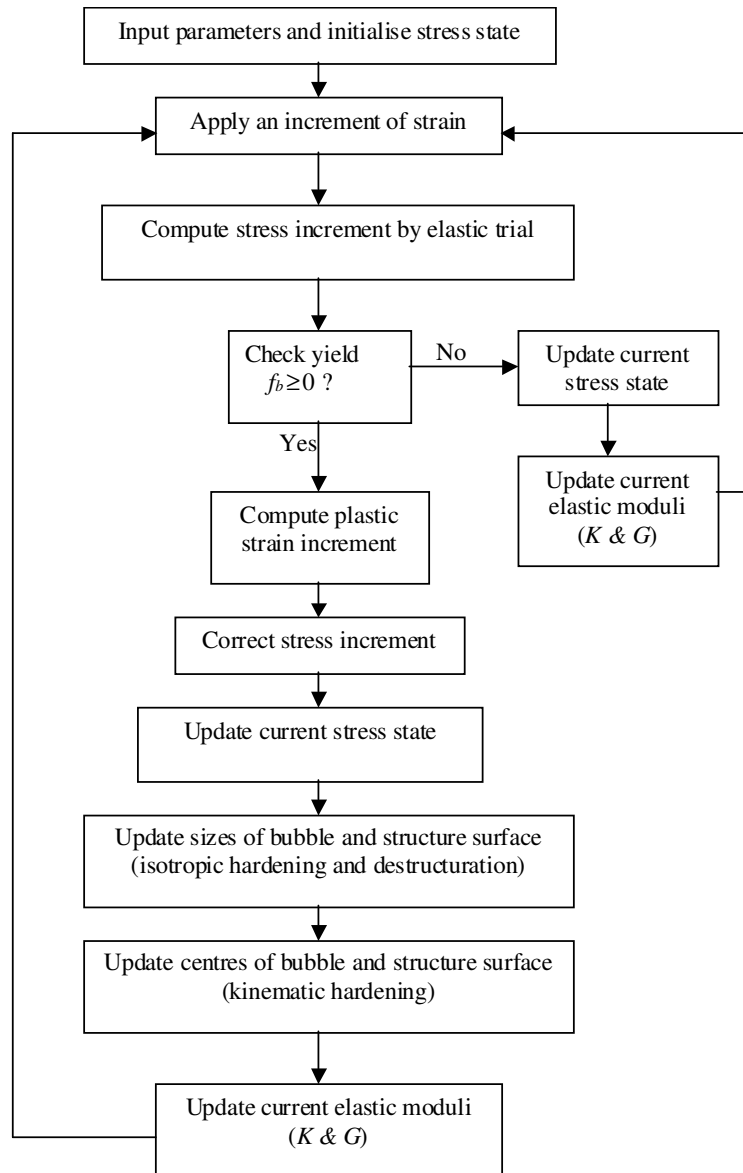 Input parameters and initialise stress state
Apply an increment of strain
Compute stress increment by elastic trial
Check yield
f_b≥0 ?
No
Update current
stress state
Yes
Update current
elastic moduli
(K & G)
Compute plastic
strain increment
Correct stress increment
Update current stress state
Update sizes of bubble and structure surface
(isotropic hardening and destructuration)
Update centres of bubble and structure surface
(kinematic hardening)
Update current elastic moduli
(K & G)